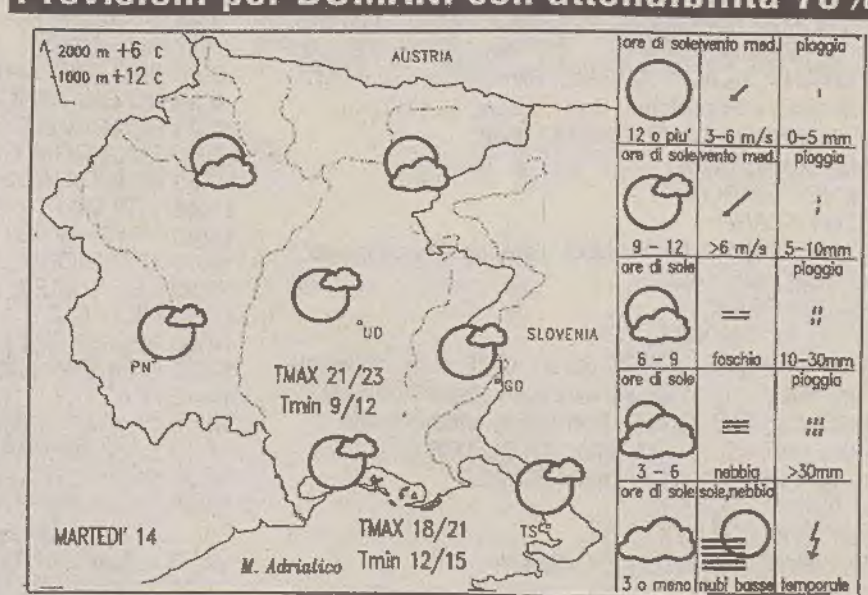 Previsioni per DOMANI con attendibilità 70%
2000 m +6 c
1000 m +12 c
AUSTRIA
SLOVENIA
UD
PN
GO
TMAX 21/23
Tmin 9/12
TS
MARTEDI' 14
M. Adriatico
TMAX 18/21
Tmin 12/15
ore di sole vento med. pioggia
12 o piu' 3-6 m/s 0-5 mm
ore di sole vento med. pioggia
9 - 12 >6 m/s 5-10mm
ore di sole pioggia
6 - 9 foschia 10-30mm
ore di sole pioggia
3 - 6 nebbia >30mm
ore di sole sole,nebbia
3 o meno nubi basse temporale